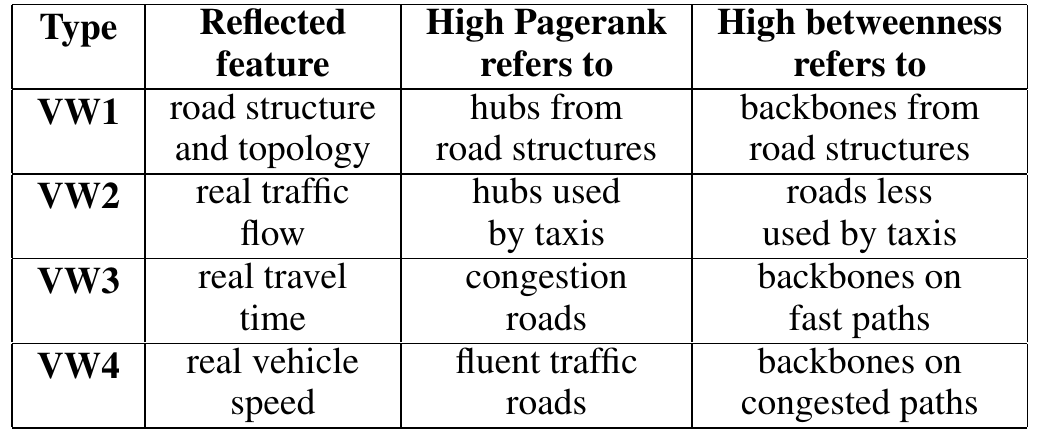 Type Reflected feature High Pagerank refers to High betweenness refers to
VW1 road structure and topology hubs from road structures backbones from road structures
VW2 real traffic flow hubs used by taxis roads less used by taxis
VW3 real travel time congestion roads backbones on fast paths
VW4 real vehicle speed fluent traffic roads backbones on congested paths